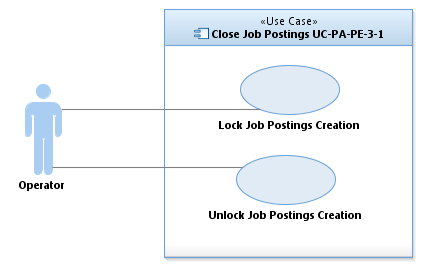 «Use Case»
Close Job Postings UC-PA-PE-3-1
Lock Job Postings Creation
Operator
Unlock Job Postings Creation